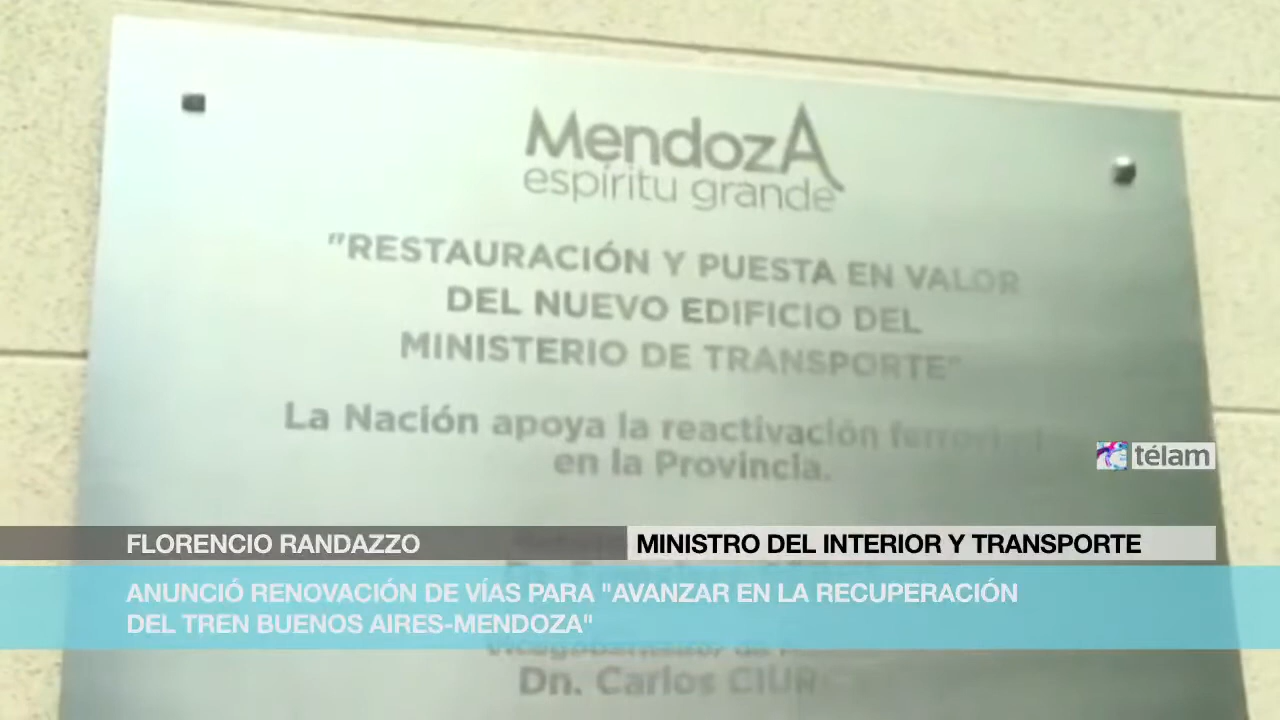 MendozA
espíritu grande
"RESTAURACIÓN Y PUESTA EN VALOR
DEL NUEVO EDIFICIO DEL
MINISTERIO DE TRANSPORTE"
La Nación apoya la reactivación
en la Provincia.
télam
FLORENCIO RANDAZZO
MINISTRO DEL INTERIOR Y TRANSPORTE
ANUNCIÓ RENOVACIÓN DE VÍAS PARA "AVANZAR EN LA RECUPERACIÓN
DEL TREN BUENOS AIRES-MENDOZA"
Dn. Carlos